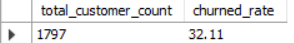 total_customer_count churned_rate
1797 32.11